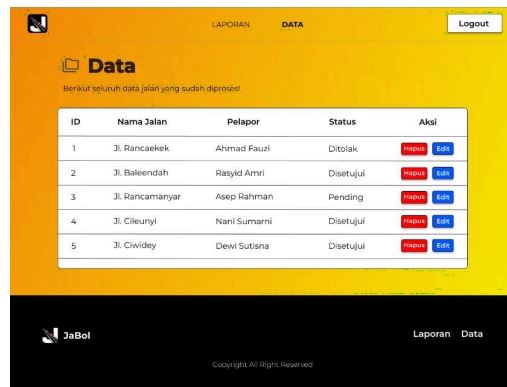 LAPORAN DATA Logout
Data
Berikut seluruh data jalan yang sudah diproses!
ID Nama Jalan Pelapor Status Aksi
1 Jl. Rancaekek Ahmad Fauzi Ditolak Hapus Edit
2 Jl. Baleendah Rasyid Amri Disetujui Hapus Edit
3 Jl. Rancamanyar Asep Rahman Pending Hapus Edit
4 Jl. Cileunyi Nani Sumarni Disetujui Hapus Edit
5 Jl. Ciwidey Dewi Sutisna Disetujui Hapus Edit
JaBol Laporan Data
Copyright All Right Reserved